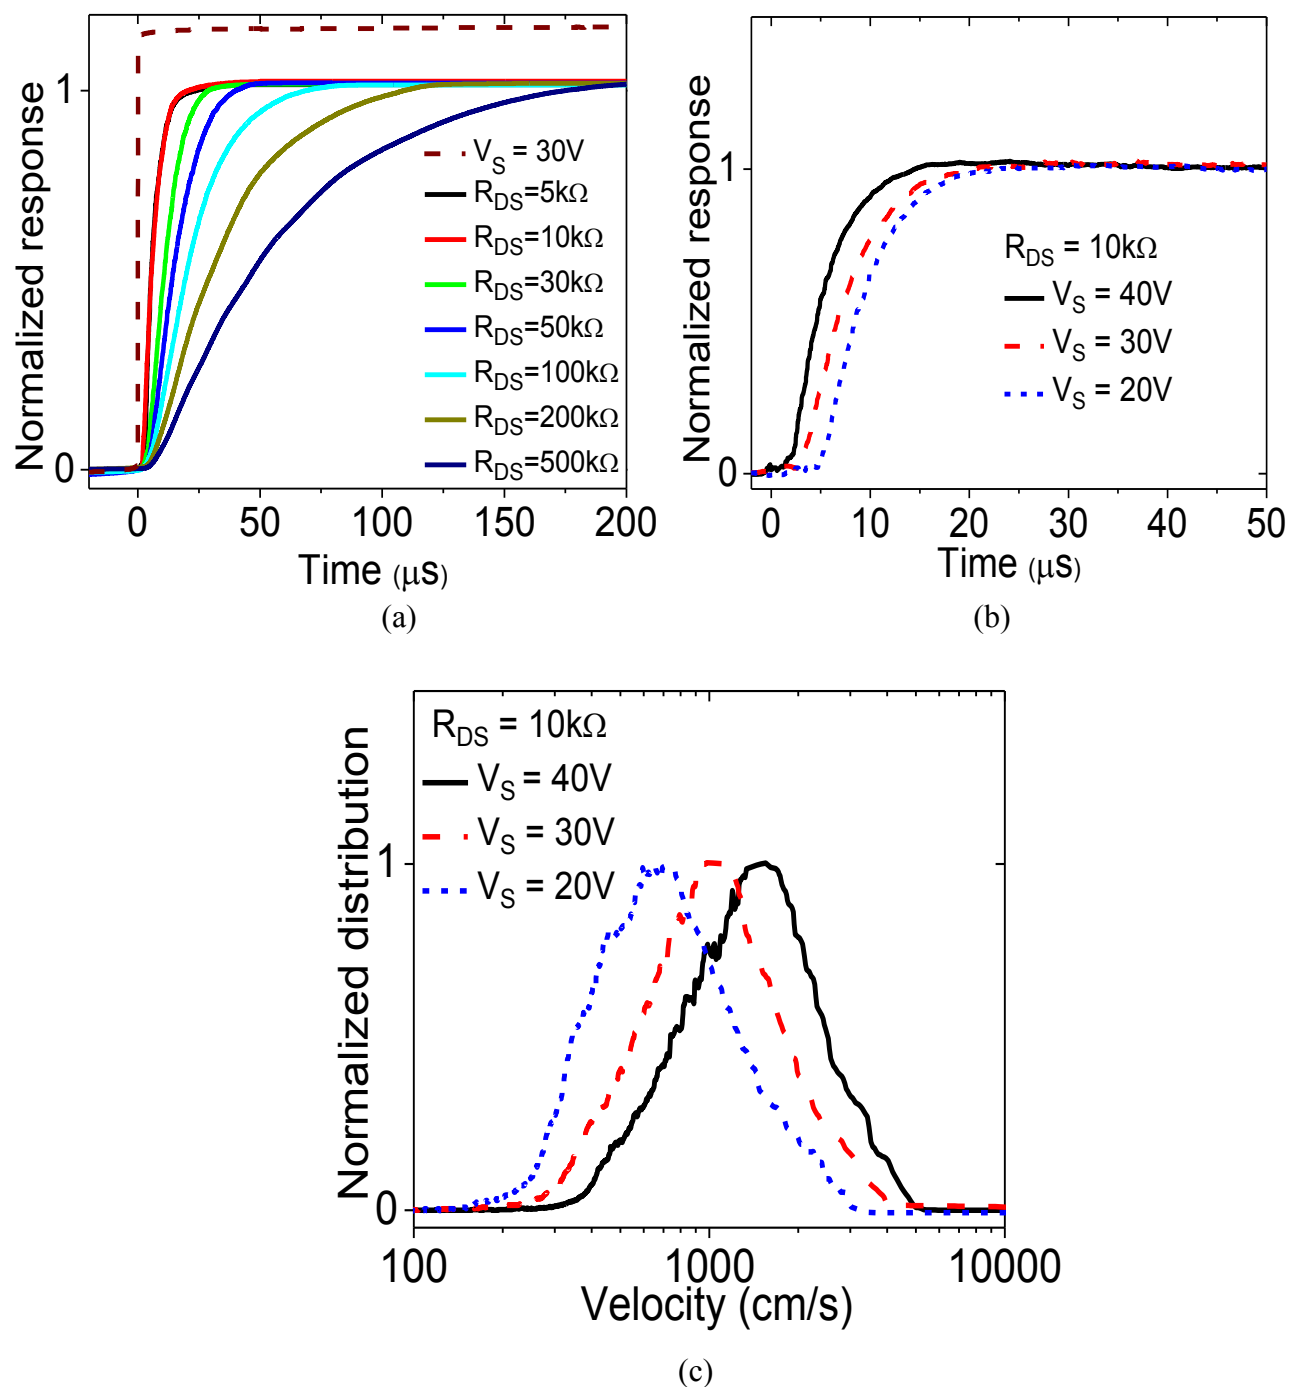 Normalized response
1
0
V_S = 30V
R_DS=5kΩ
R_DS=10kΩ
R_DS=30kΩ
R_DS=50kΩ
R_DS=100kΩ
R_DS=200kΩ
R_DS=500kΩ
0 50 100 150 200
Time (μs)
(a)
Normalized response
1
0
R_DS = 10kΩ
V_S = 40V
V_S = 30V
V_S = 20V
0 10 20 30 40 50
Time (μs)
(b)
Normalized distribution
1
0
R_DS = 10kΩ
V_S = 40V
V_S = 30V
V_S = 20V
100 1000 10000
Velocity (cm/s)
(c)